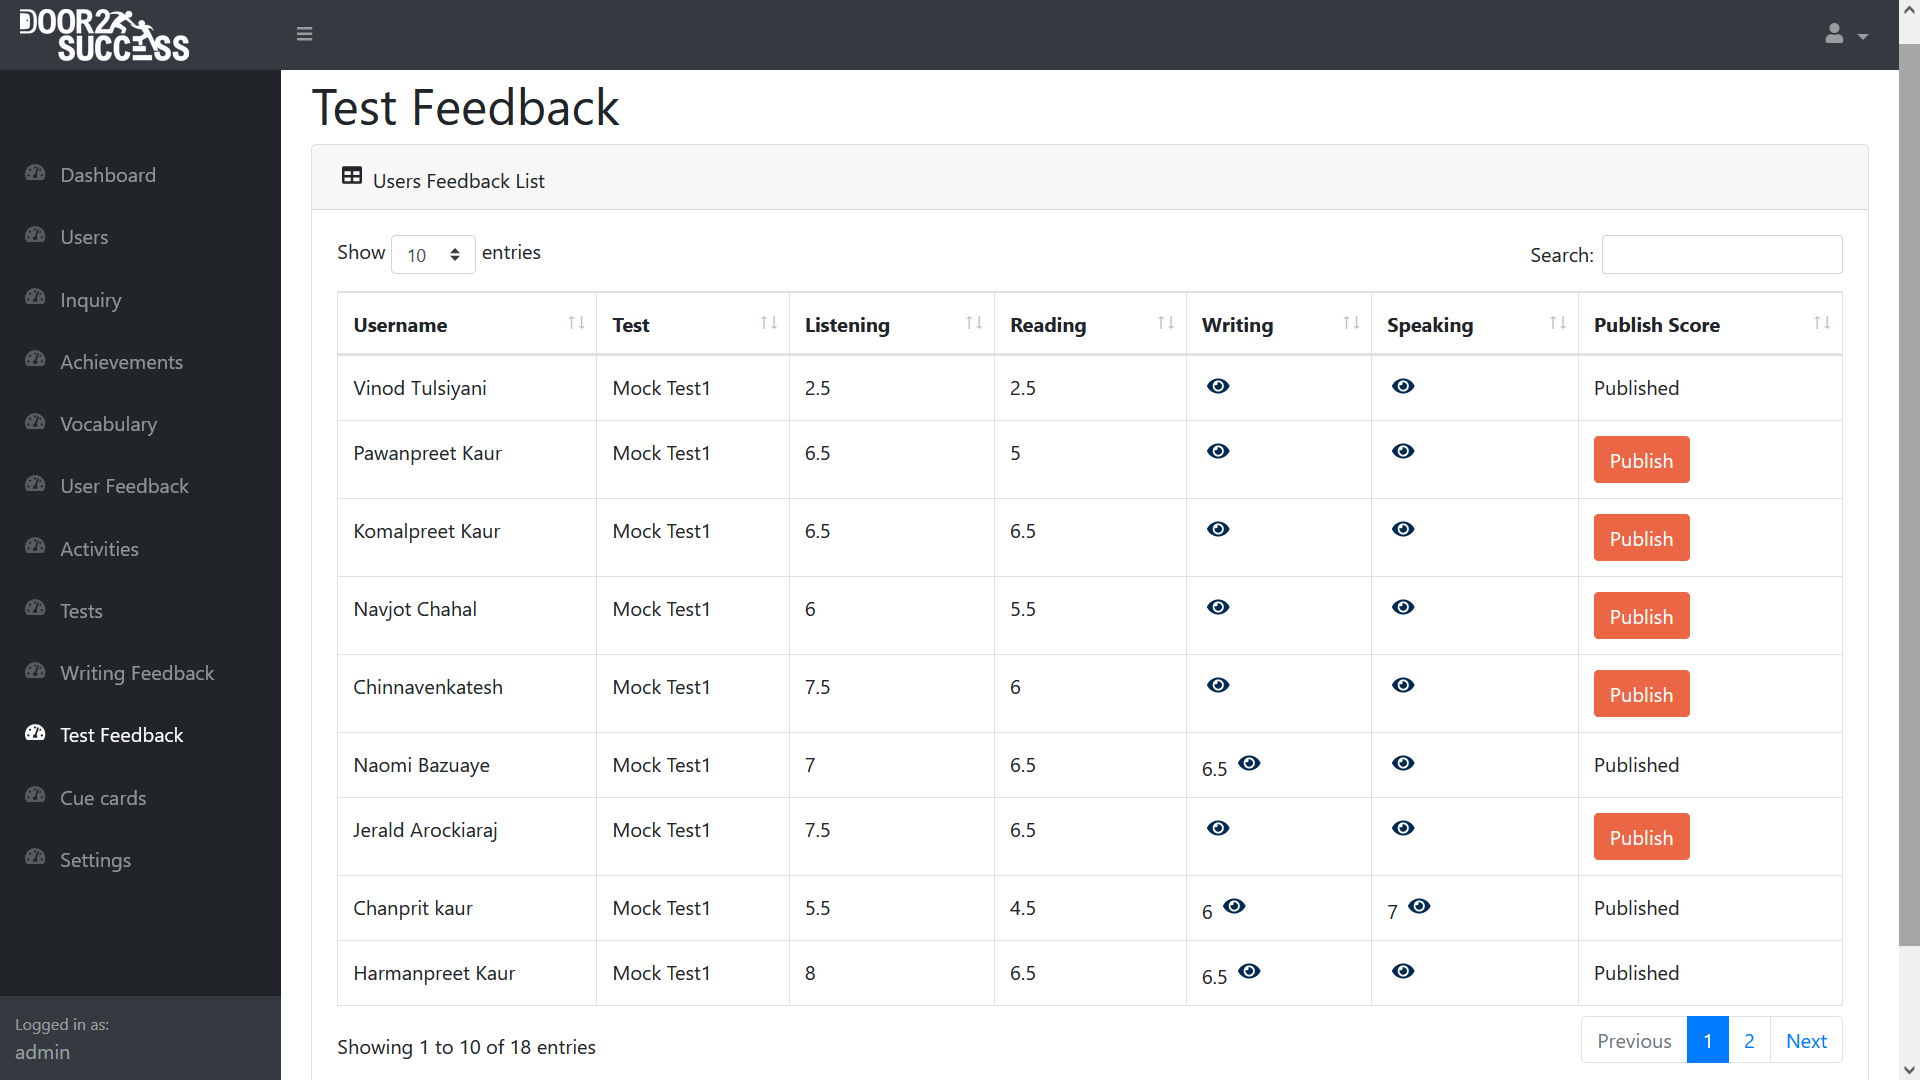 DOOR2
SUCCESS
Test Feedback
Users Feedback List
Show 10 entries
Search:
Username Test Listening Reading Writing Speaking Publish Score
Vinod Tulsiyani Mock Test1 2.5 2.5 Published
Pawanpreet Kaur Mock Test1 6.5 5 Publish
Komalpreet Kaur Mock Test1 6.5 6.5 Publish
Navjot Chahal Mock Test1 6 5.5 Publish
Chinnavenkatesh Mock Test1 7.5 6 Publish
Naomi Bazuaye Mock Test1 7 6.5 6.5 Published
Jerald Arockiaraj Mock Test1 7.5 6.5 Publish
Chanprit kaur Mock Test1 5.5 4.5 6 7 Published
Harmanpreet Kaur Mock Test1 8 6.5 6.5 Published
Showing 1 to 10 of 18 entries
Previous 1 2 Next
Dashboard
Users
Inquiry
Achievements
Vocabulary
User Feedback
Activities
Tests
Writing Feedback
Test Feedback
Cue cards
Settings
Logged in as:
admin